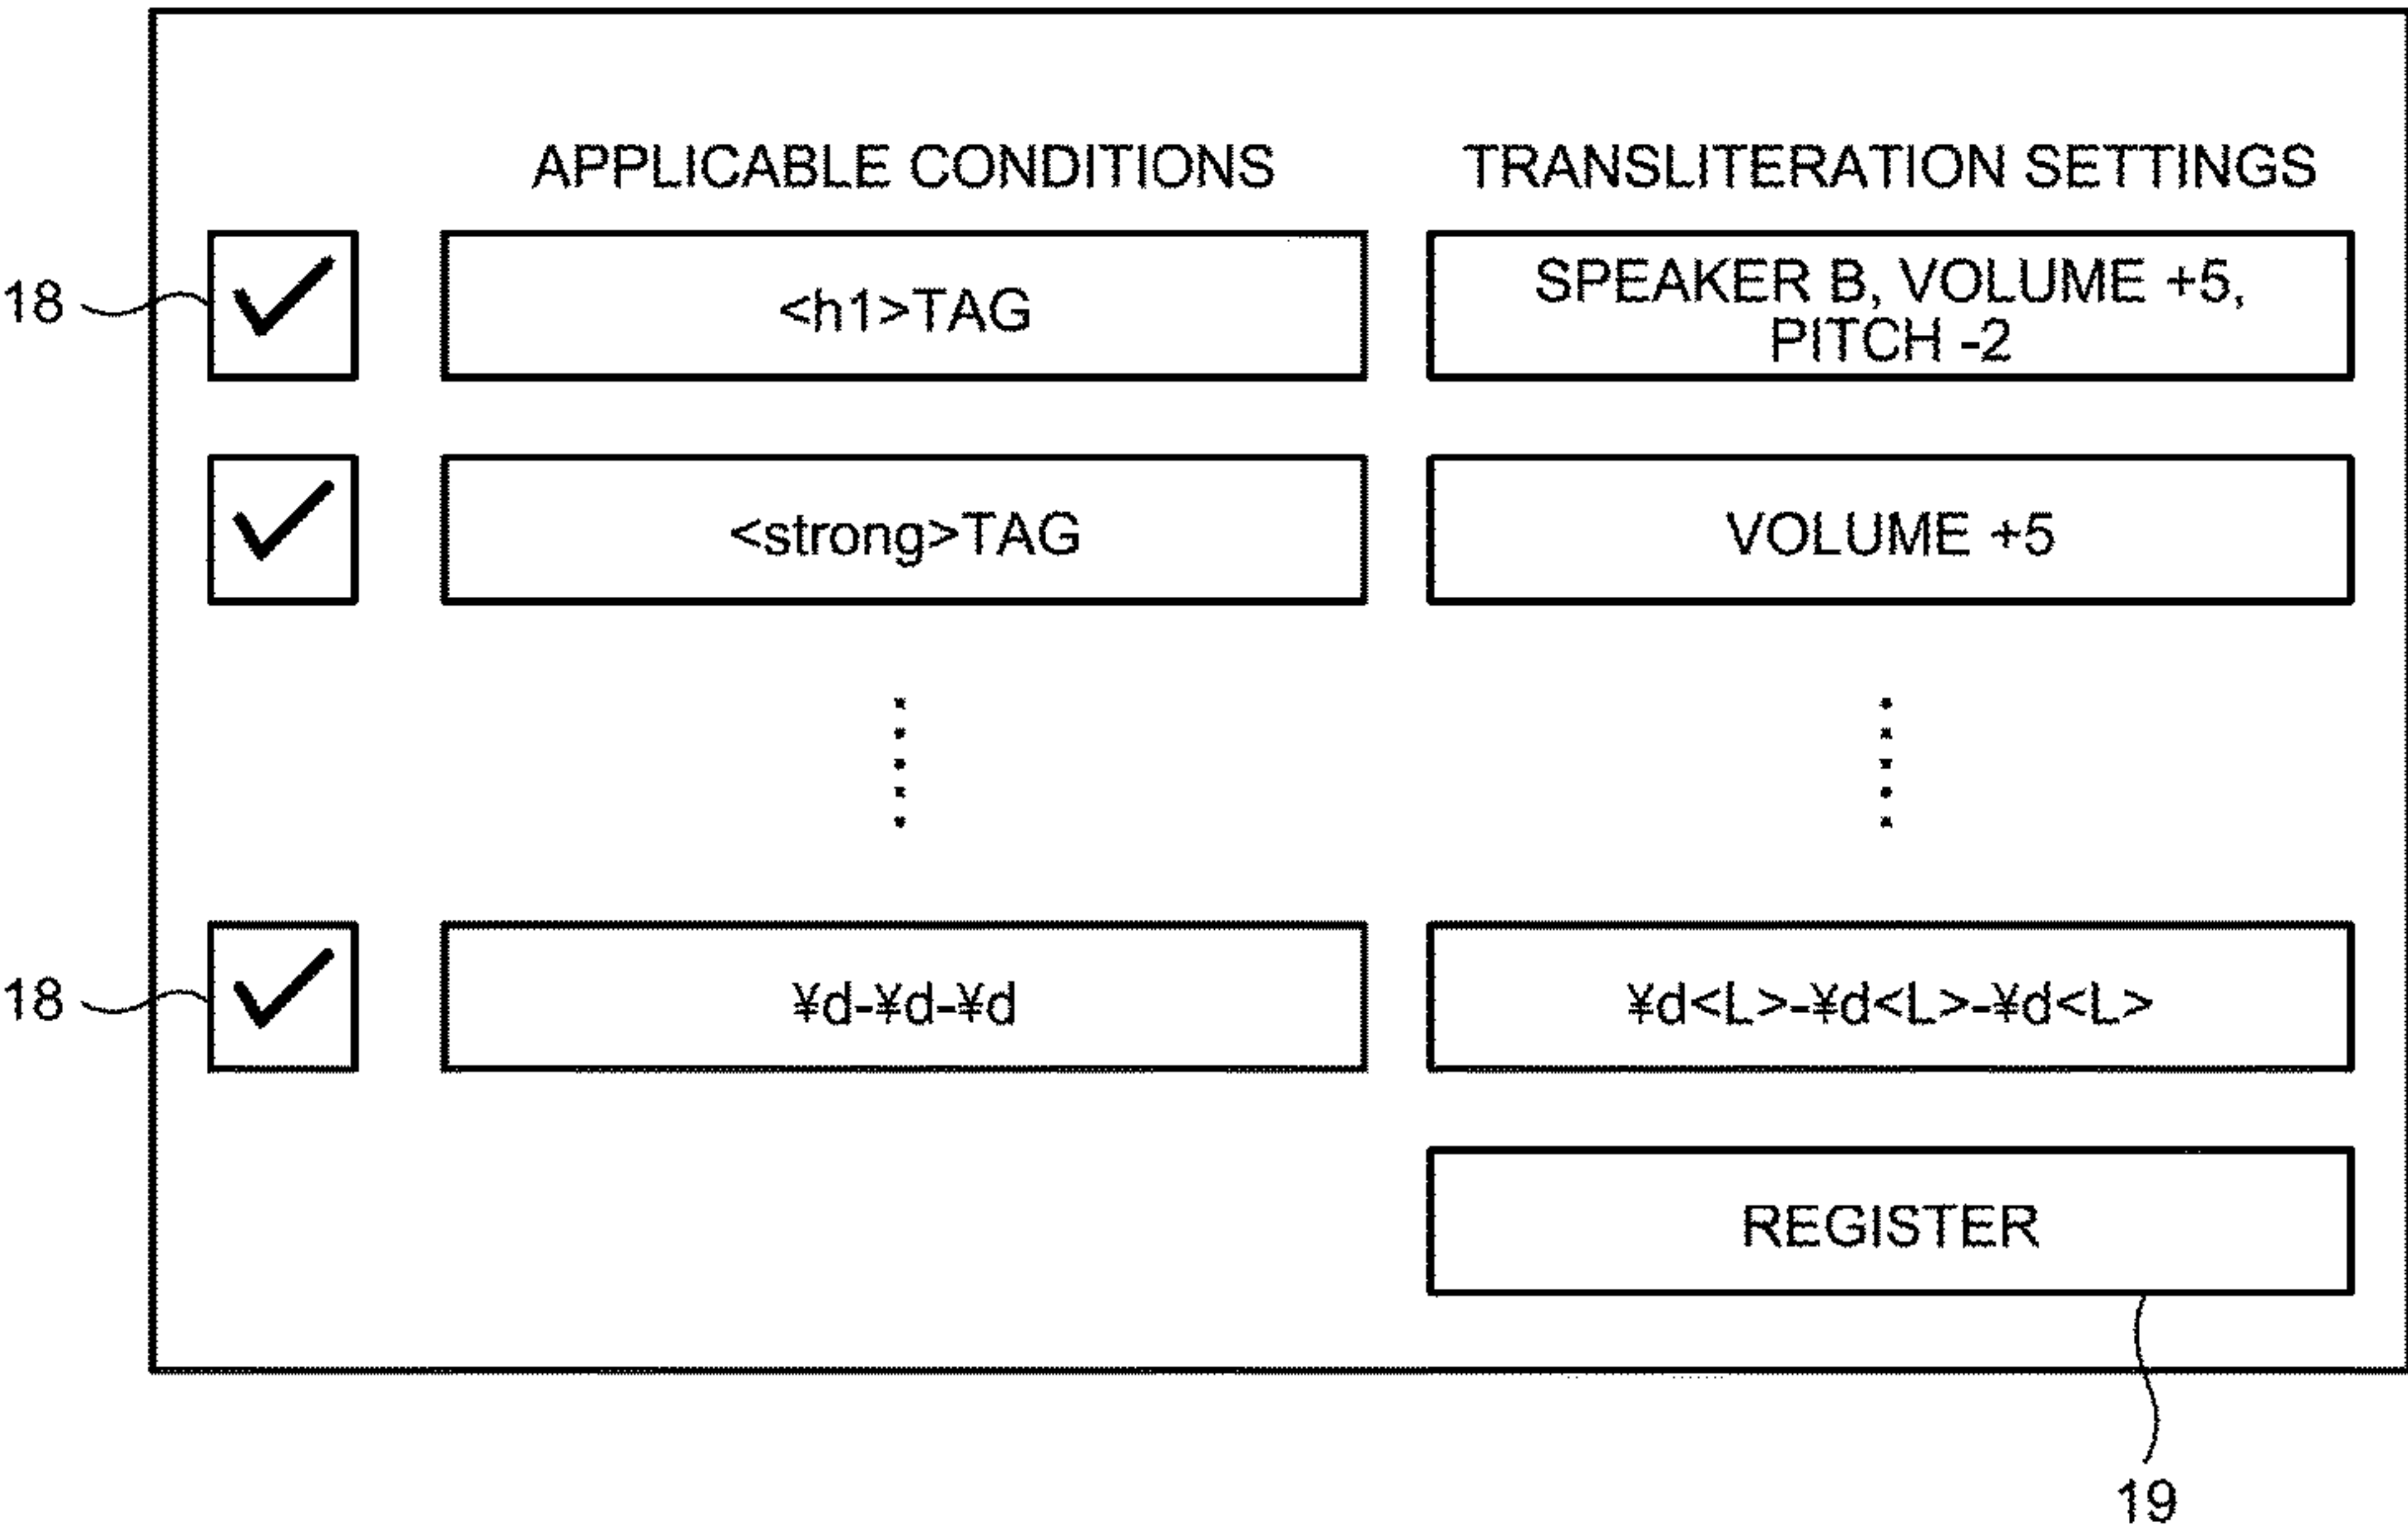 APPLICABLE CONDITIONS TRANSLITERATION SETTINGS
18 <h1>TAG SPEAKER B, VOLUME +5,
PITCH -2
<strong>TAG VOLUME +5
18 ¥d-¥d-¥d ¥d<L>-¥d<L>-¥d<L>
REGISTER
19